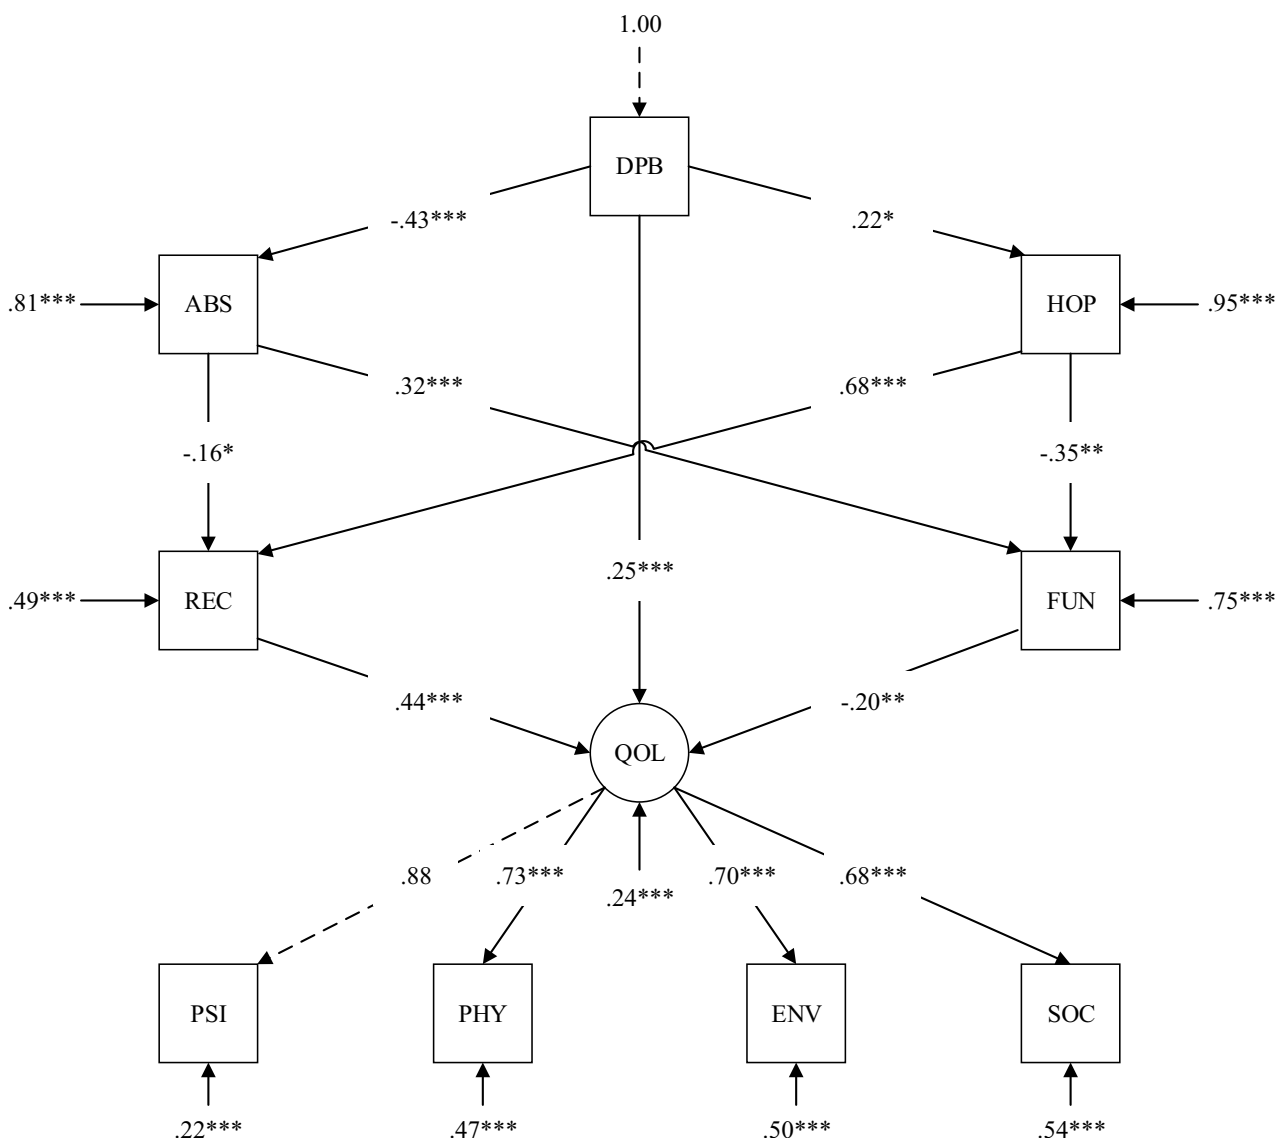 1.00
DPB
-.43***
.22*
ABS
HOP
.81***
.95***
.32***
.68***
-.16*
-.35**
.25***
REC
FUN
.49***
.75***
.44***
-.20**
QOL
.88
.73***
.24***
.70***
.68***
PSI
PHY
ENV
SOC
.22***
.47***
.50***
.54***